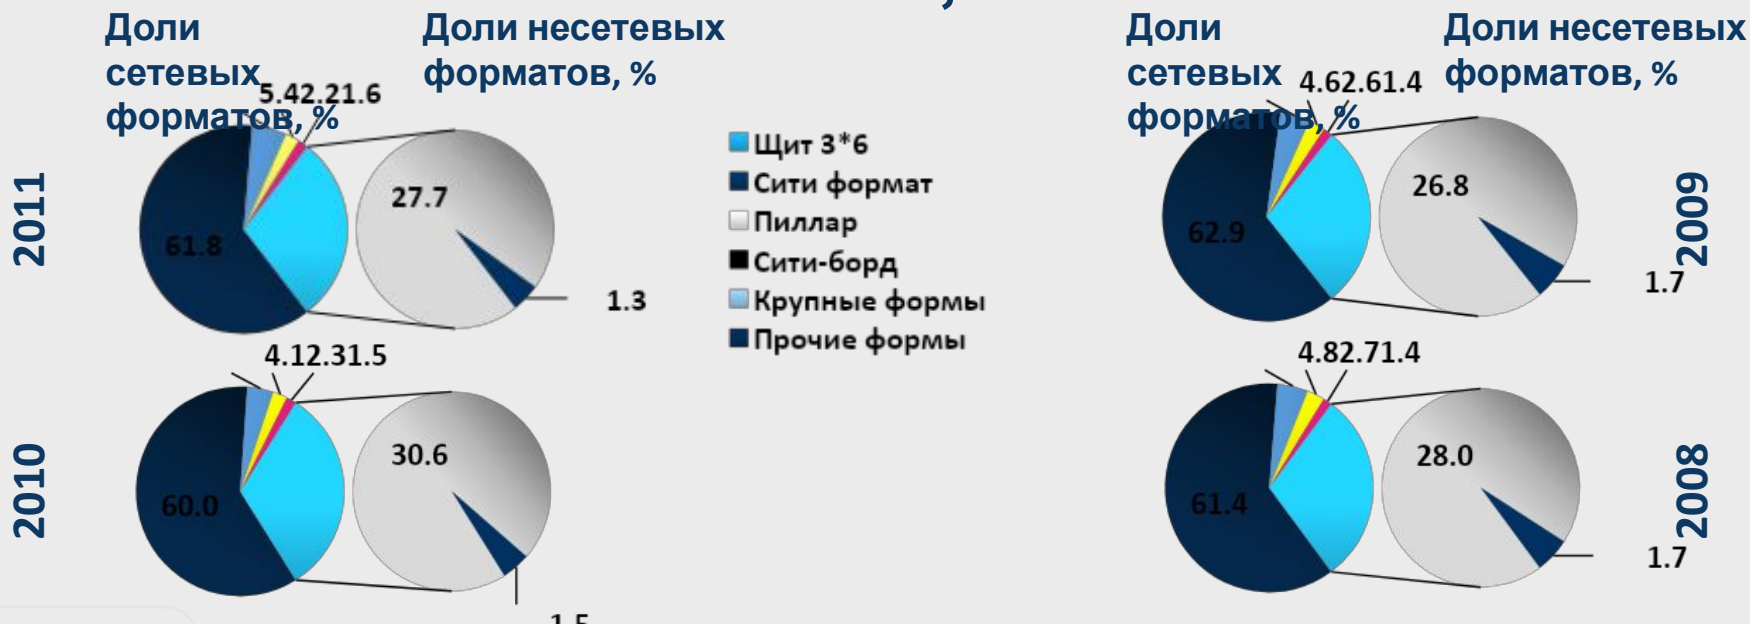 Доли
сетевых
форматов, %
Доли несетевых
форматов, %
5.42.21.6
61.8
27.7
1.3
2011
4.12.31.5
60.0
30.6
1.5
2010
Щит 3*6
Сити формат
Пиллар
Сити-борд
Крупные формы
Прочие формы
Доли
сетевых
форматов, %
Доли несетевых
форматов, %
4.62.61.4
62.9
26.8
1.7
2009
4.82.71.4
61.4
28.0
1.7
2008